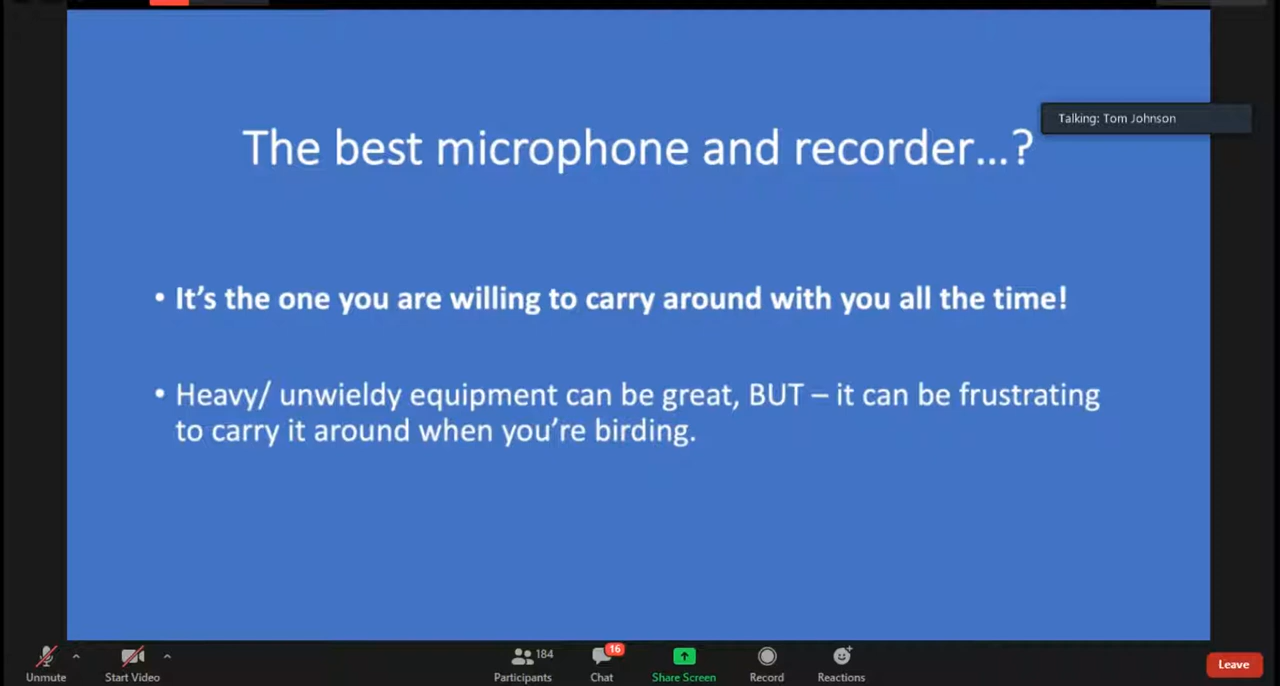 Talking: Tom Johnson
The best microphone and recorder...?
• It's the one you are willing to carry around with you all the time!
• Heavy/ unwieldy equipment can be great, BUT – it can be frustrating
to carry it around when you're birding.
Unmute
Start Video
184
Participants
16
Chat
Share Screen
Record
Reactions
Leave